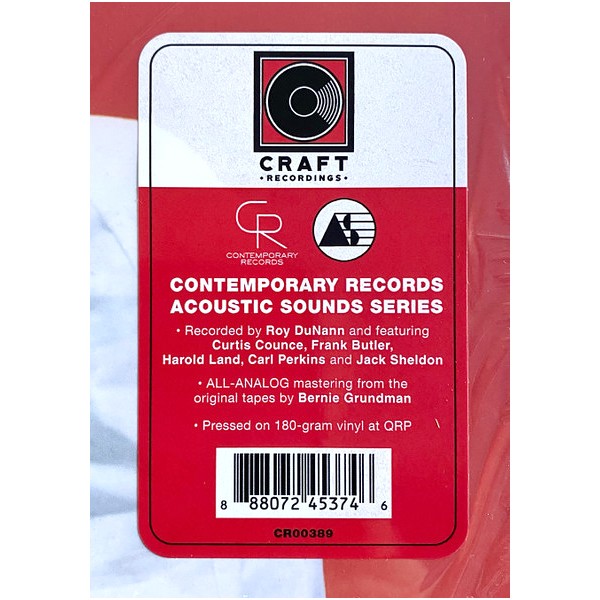 CRAFT
• RECORDINGS •
CR
AS
CONTEMPORARY
RECORDS
CONTEMPORARY RECORDS
ACOUSTIC SOUNDS SERIES
• Recorded by Roy DuNann and featuring
Curtis Counce, Frank Butler,
Harold Land, Carl Perkins and Jack Sheldon
• ALL-ANALOG mastering from the
original tapes by Bernie Grundman
• Pressed on 180-gram vinyl at QRP
8 88072 45374 6
CR00389